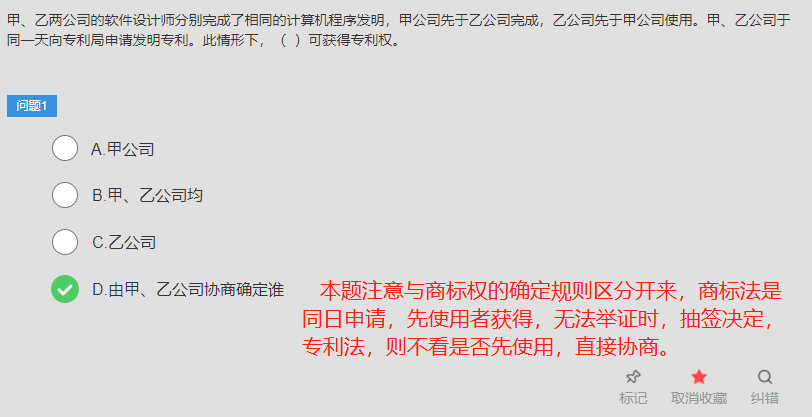 甲、乙两公司的软件设计师分别完成了相同的计算机程序发明，甲公司先于乙公司完成，乙公司先于甲公司使用。甲、乙公司于
同一天向专利局申请发明专利。此情形下，（ ）可获得专利权。
问题1
A.甲公司
B.甲、乙公司均
C.乙公司
D.由甲、乙公司协商确定谁
本题注意与商标权的确定规则区分开来，商标法是
同日申请，先使用者获得，无法举证时，抽签决定，
专利法，则不看是否先使用，直接协商。
标记 取消收藏 纠错